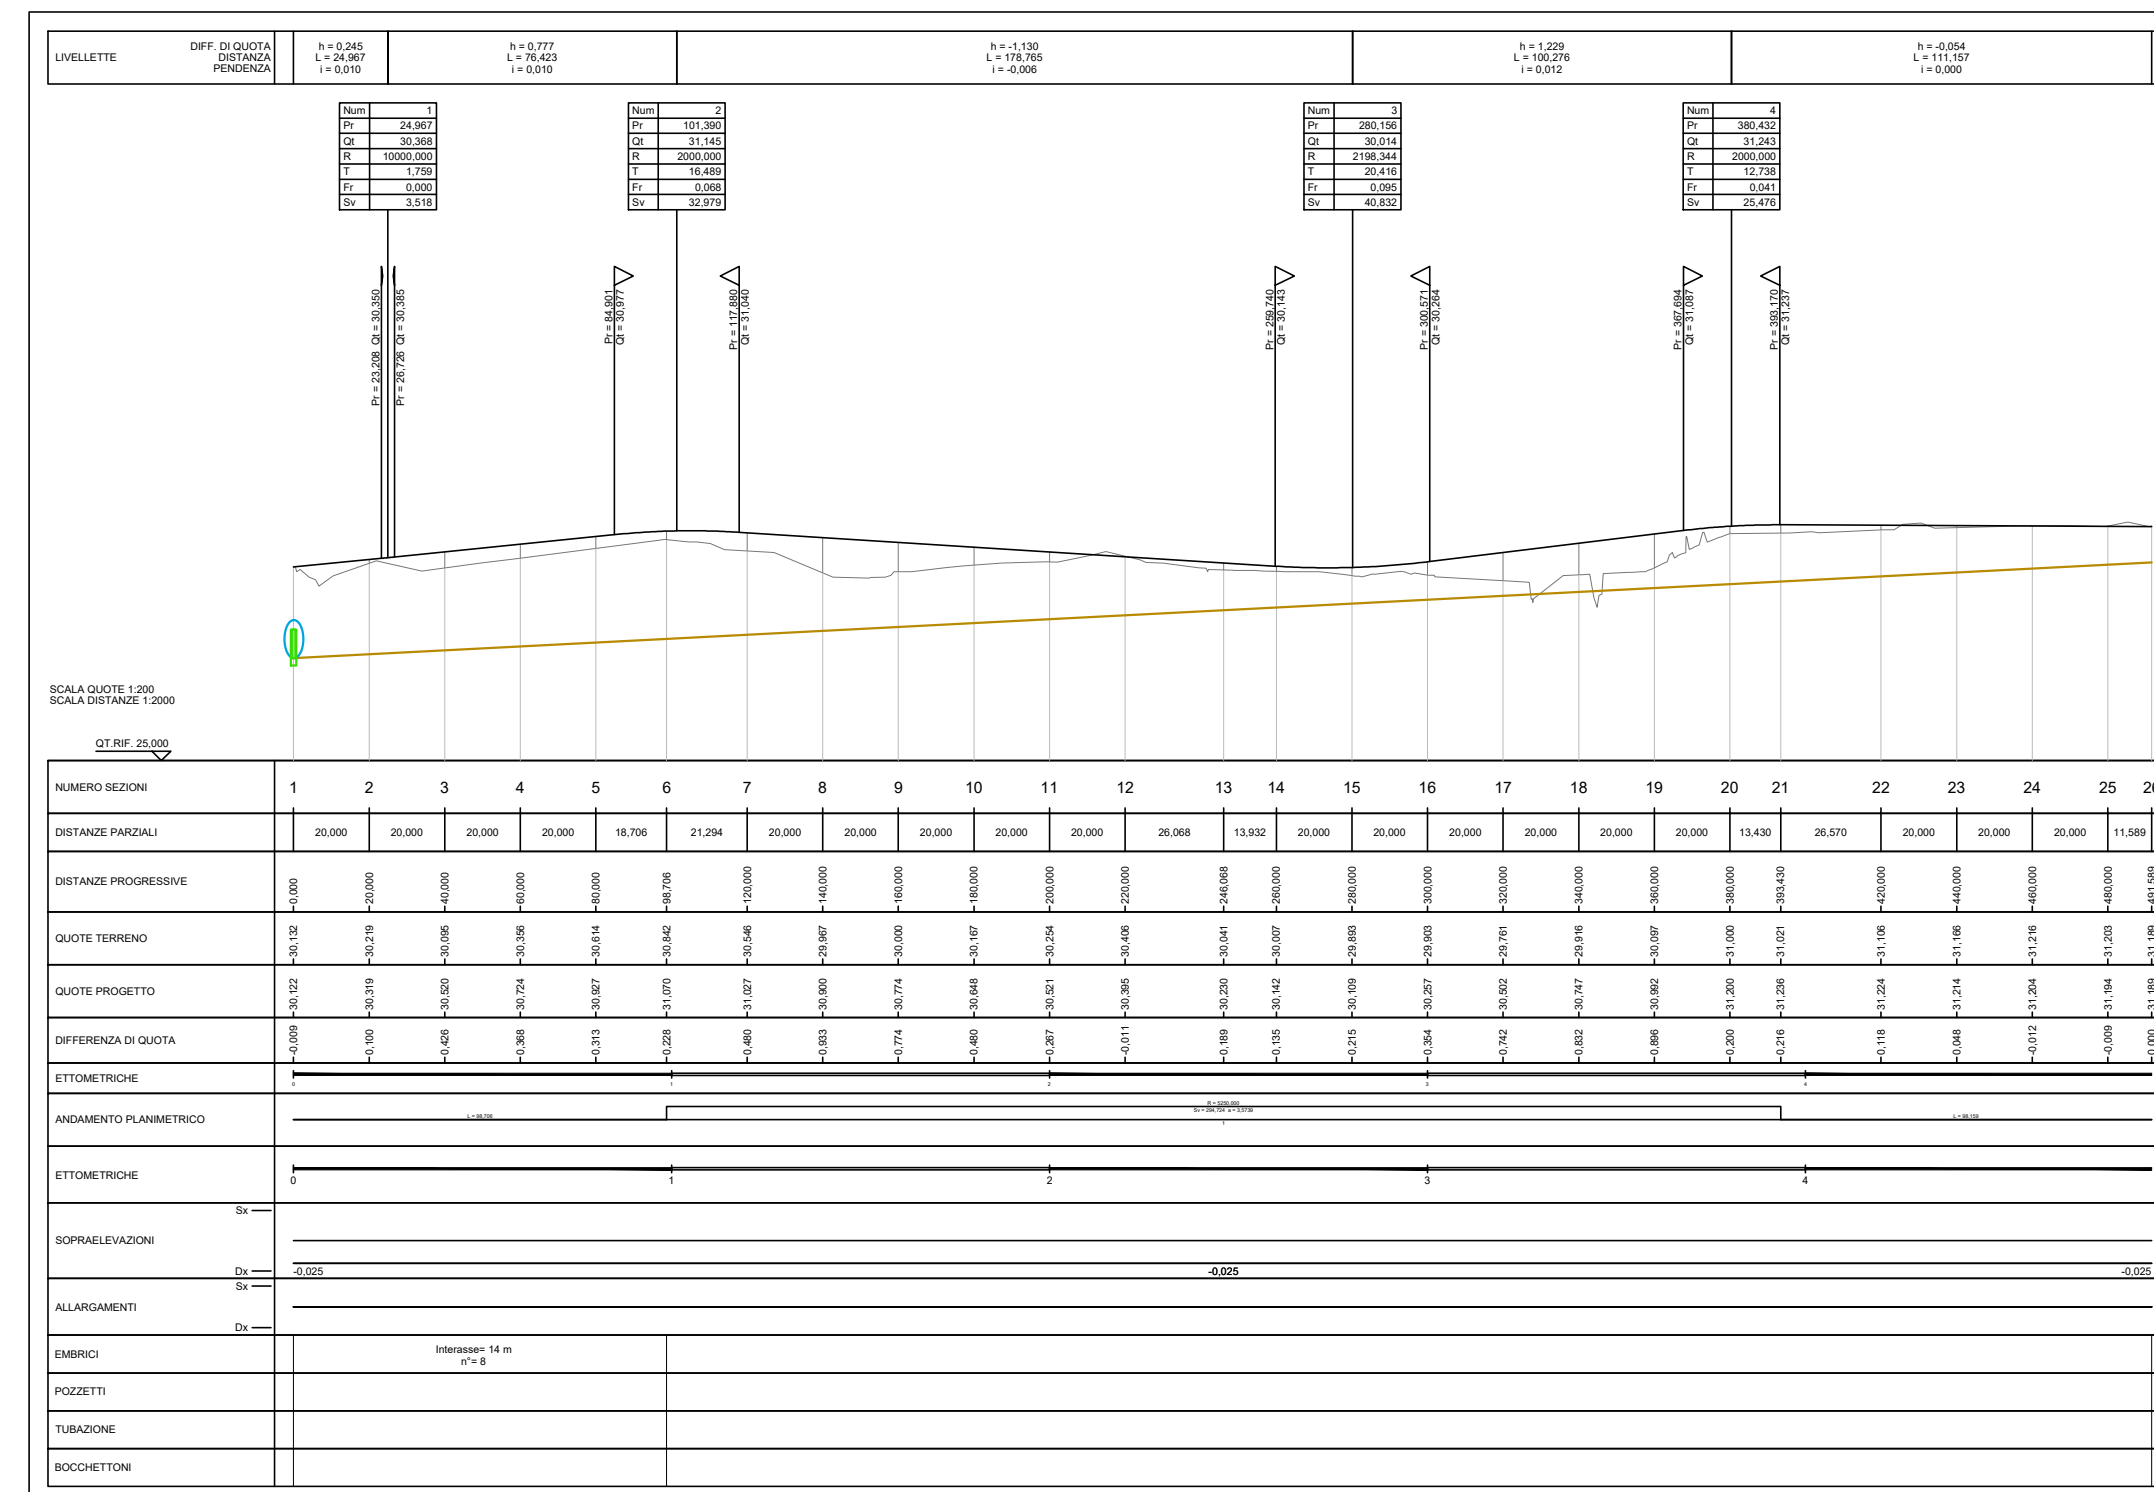 LIVELLETTE
DIFF. DI QUOTA
DISTANZA
PENDENZA
h = 0,245
L = 24,967
i = 0,010
h = 0,777
L = 76,423
i = 0,010
h = -1,130
L = 178,765
i = -0,006
h = 1,229
L = 100,276
i = 0,012
h = -0,054
L = 111,157
i = 0,000
Num 1
Pr 24,967
Qt 30,368
R 10000,000
T 1,759
Fr 0,000
Sv 3,518
Num 2
Pr 101,390
Qt 31,145
R 2000,000
T 16,489
Fr 0,068
Sv 32,979
Num 3
Pr 280,156
Qt 30,014
R 2198,344
T 20,416
Fr 0,095
Sv 40,832
Num 4
Pr 380,432
Qt 31,243
R 2000,000
T 12,738
Fr 0,041
Sv 25,476
Pr = 23,208 Qt = 30,350
Pr = 26,726 Qt = 30,385
Pr = 84,901
Qt = 30,977
Pr = 117,880
Qt = 31,040
Pr = 259,740
Qt = 30,143
Pr = 300,571
Qt = 30,264
Pr = 367,694
Qt = 31,087
Pr = 393,170
Qt = 31,237
SCALA QUOTE 1:200
SCALA DISTANZE 1:2000
QT.RIF. 25,000
NUMERO SEZIONI 1 2 3 4 5 6 7 8 9 10 11 12 13 14 15 16 17 18 19 20 21 22 23 24 25
DISTANZE PARZIALI 20,000 20,000 20,000 20,000 18,706 21,294 20,000 20,000 20,000 20,000 20,000 26,068 13,932 20,000 20,000 20,000 20,000 20,000 20,000 13,430 26,570 20,000 20,000 20,000 11,589
DISTANZE PROGRESSIVE 0,000 20,000 40,000 60,000 80,000 98,706 120,000 140,000 160,000 180,000 200,000 220,000 246,068 260,000 280,000 300,000 320,000 340,000 360,000 380,000 393,430 420,000 440,000 460,000 480,000 491,589
QUOTE TERRENO 30,132 30,219 30,095 30,356 30,614 30,842 30,546 29,967 30,000 30,167 30,254 30,406 30,041 30,007 29,893 29,903 29,761 29,916 30,097 31,000 31,021 31,106 31,166 31,216 31,203 31,189
QUOTE PROGETTO 30,122 30,319 30,520 30,724 30,927 31,070 31,027 30,900 30,774 30,648 30,521 30,395 30,230 30,142 30,109 30,257 30,502 30,747 30,992 31,200 31,236 31,224 31,214 31,204 31,194 31,189
DIFFERENZA DI QUOTA -0,009 0,100 0,426 0,368 0,313 0,228 0,480 0,933 0,774 0,480 0,267 -0,011 0,189 0,135 0,215 0,354 0,742 0,832 0,896 0,200 0,216 0,118 0,048 -0,012 -0,009 0,000
ETTOMETRICHE 0 1 2 3 4
ANDAMENTO PLANIMETRICO
L = 98,706
R = 5250,000
Sv = 294,724 a = 3,5739
1
L = 98,159
ETTOMETRICHE
0 1 2 3 4
Sx
SOPRAELEVAZIONI
Dx
-0,025 -0,025 -0,025
Sx
ALLARGAMENTI
Dx
EMBRICI
Interasse= 14 m
n°= 8
POZZETTI
TUBAZIONE
BOCCHETTONI